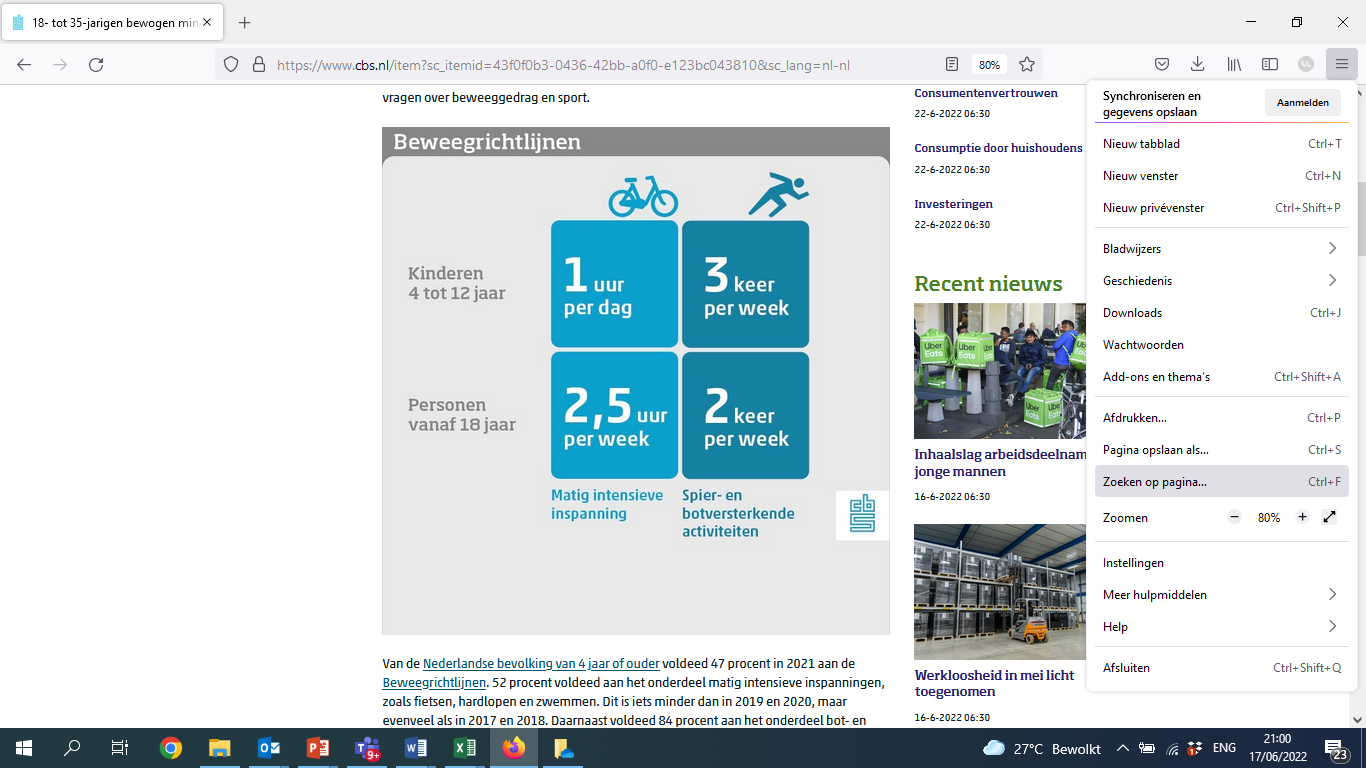 18- tot 35-jarigen bewogen min
https://www.cbs.nl/item?sc_itemid=43f0f0b3-0436-42bb-a0f0-e123bc043810&sc_lang=nl-nl
80%
vragen over beweeggedrag en sport.
Beweegrichtlijnen
Kinderen
4 tot 12 jaar
1 uur
per dag
3 keer
per week
Personen
vanaf 18 jaar
2,5 uur
per week
2 keer
per week
Matig intensieve
inspanning
Spier- en
botversterkende
activiteiten
Van de Nederlandse bevolking van 4 jaar of ouder voldeed 47 procent in 2021 aan de
Beweegrichtlijnen. 52 procent voldeed aan het onderdeel matig intensieve inspanningen,
zoals fietsen, hardlopen en zwemmen. Dit is iets minder dan in 2019 en 2020, maar
evenveel als in 2017 en 2018. Daarnaast voldeed 84 procent aan het onderdeel bot- en
Consumentenvertrouwen
22-6-2022 06:30
Consumptie door huishoudens
22-6-2022 06:30
Investeringen
22-6-2022 06:30
Recent nieuws
Uber
Eats
Uber
Eats
Uber
Eats
Inhaalslag arbeidsdeelnam
jonge mannen
16-6-2022 06:30
Werkloosheid in mei licht
toegenomen
16-6-2022 06:30
Synchroniseren en
gegevens opslaan
Aanmelden
Nieuw tabblad Ctrl+T
Nieuw venster Ctrl+N
Nieuw privévenster Ctrl+Shift+P
Bladwijzers
Geschiedenis
Downloads Ctrl+J
Wachtwoorden
Add-ons en thema's Ctrl+Shift+A
Afdrukken... Ctrl+P
Pagina opslaan als... Ctrl+S
Zoeken op pagina... Ctrl+F
Zoomen 80%
Instellingen
Meer hulpmiddelen
Help
Afsluiten Ctrl+Shift+Q
9+
27°C Bewolkt
ENG
21:00
17/06/2022
23